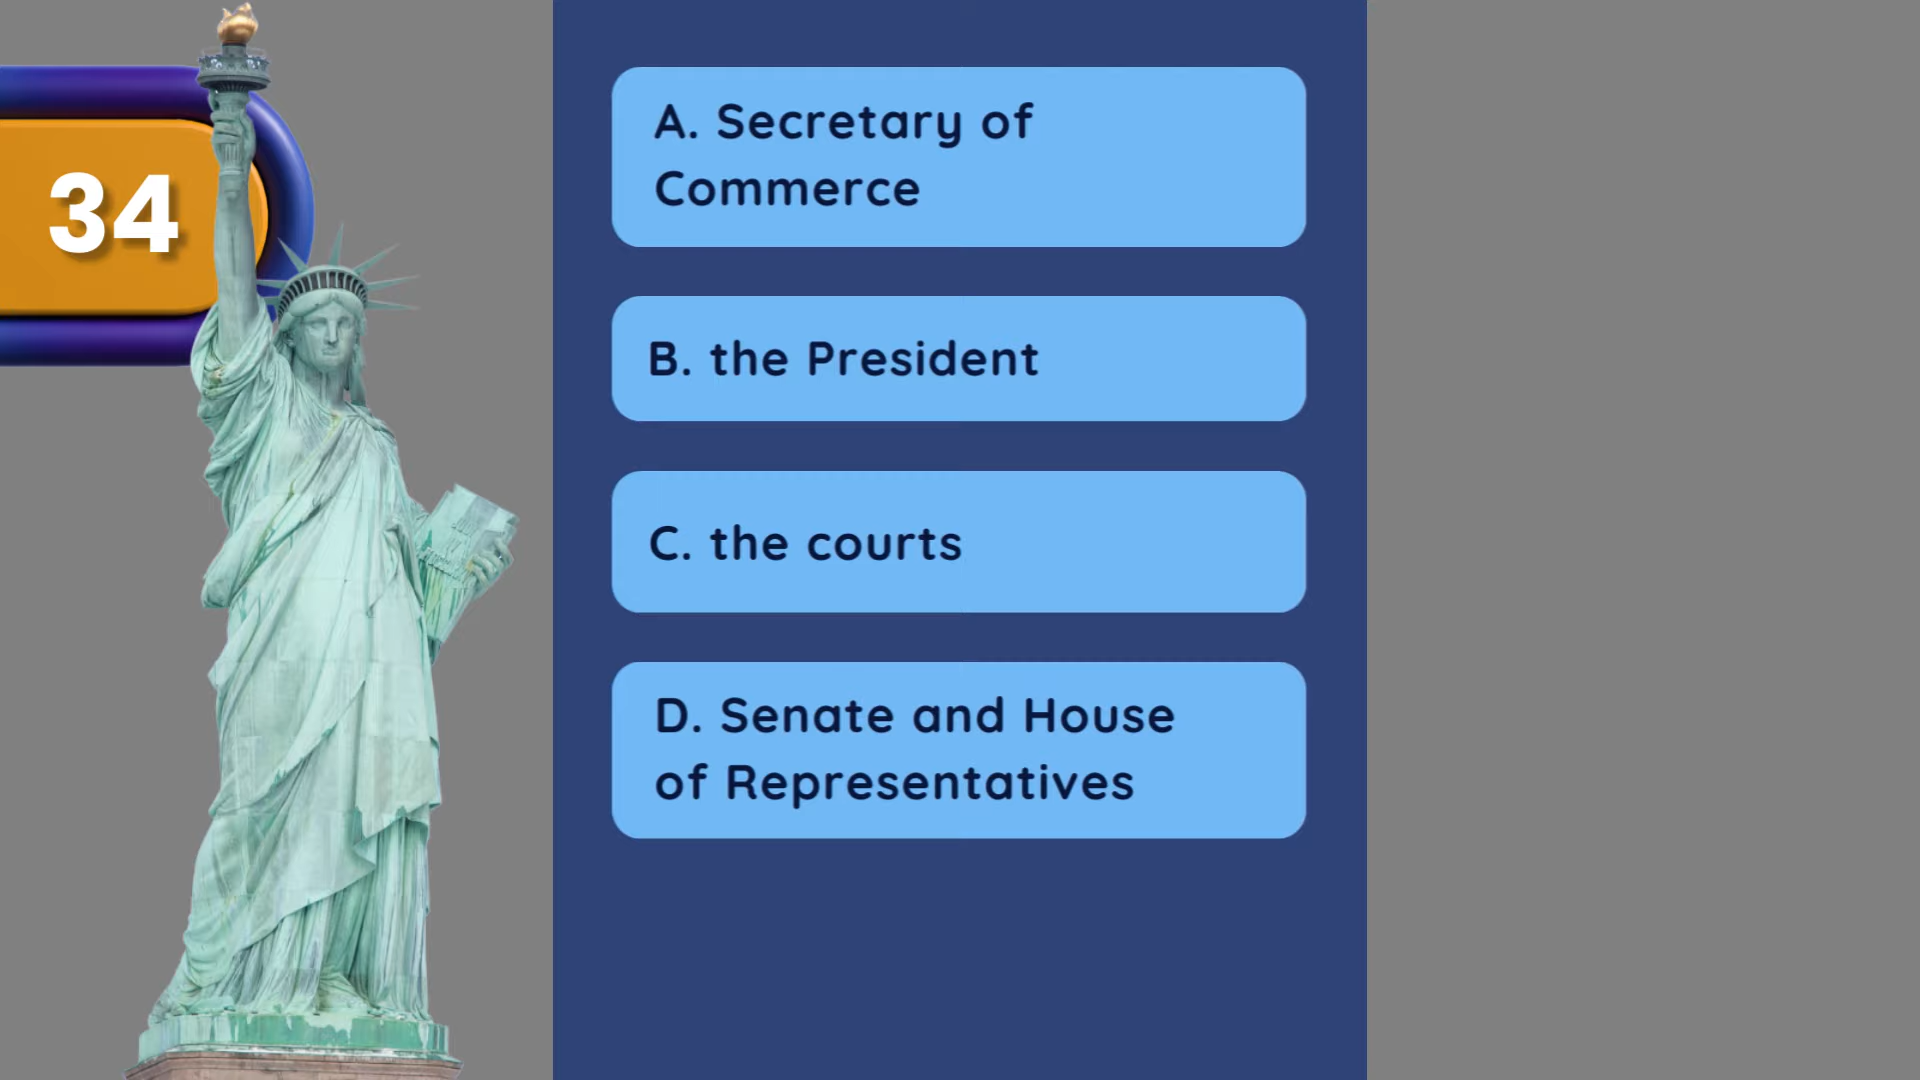 34
A. Secretary of
Commerce
B. the President
C. the courts
D. Senate and House
of Representatives